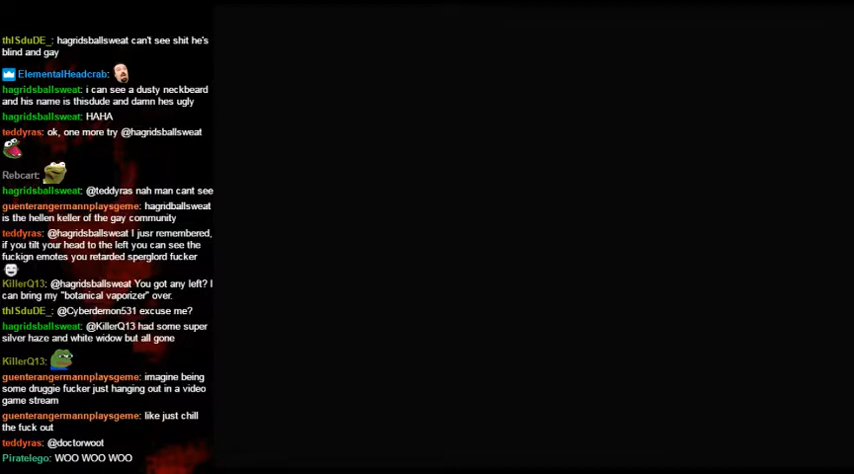 thISduDE_: hagridsballsweat can't see shit he's
blind and gay
ElementalHeadcrab:
hagridsballsweat: i can see a dusty neckbeard
and his name is thisdude and damn hes ugly
hagridsballsweat: HAHA
teddyras: ok, one more try @hagridsballsweat
Rebcart:
hagridsballsweat: @teddyras nah man cant see
guenterangermannplaysgeme: hagridballsweat
is the hellen keller of the gay community
teddyras: @hagridsballsweat I jusr remembered,
if you tilt your head to the left you can see the
fuckign emotes you retarded sperglord fucker
KillerQ13: @hagridsballsweat You got any left? I
can bring my "botanical vaporizer" over.
thISduDE_: @Cyberdemon531 excuse me?
hagridsballsweat: @KillerQ13 had some super
silver haze and white widow but all gone
KillerQ13:
guenterangermannplaysgeme: imagine being
some druggie fucker just hanging out in a video
game stream
guenterangermannplaysgeme: like just chill
the fuck out
teddyras: @doctorwoot
Piratelego: WOO WOO WOO